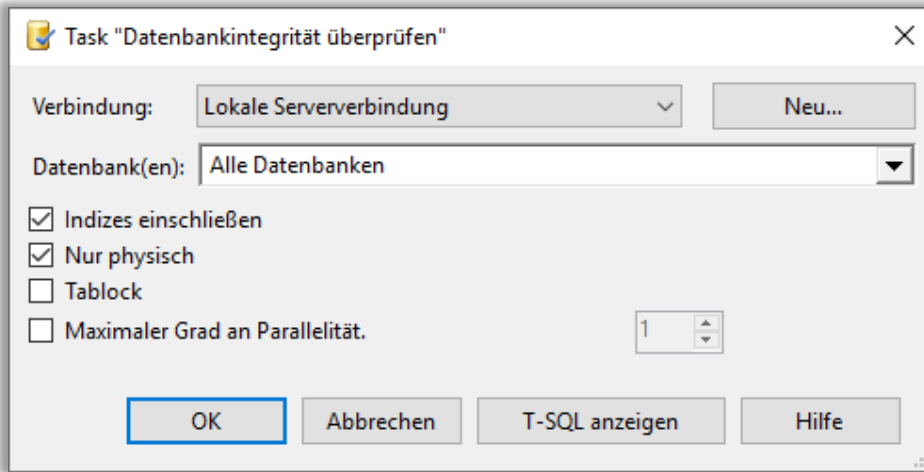 Task "Datenbankintegrität überprüfen"
Verbindung: Lokale Serververbindung Neu...
Datenbank(en): Alle Datenbanken
Indizes einschließen
Nur physisch
Tablock
Maximaler Grad an Parallelität. 1
OK Abbrechen T-SQL anzeigen Hilfe